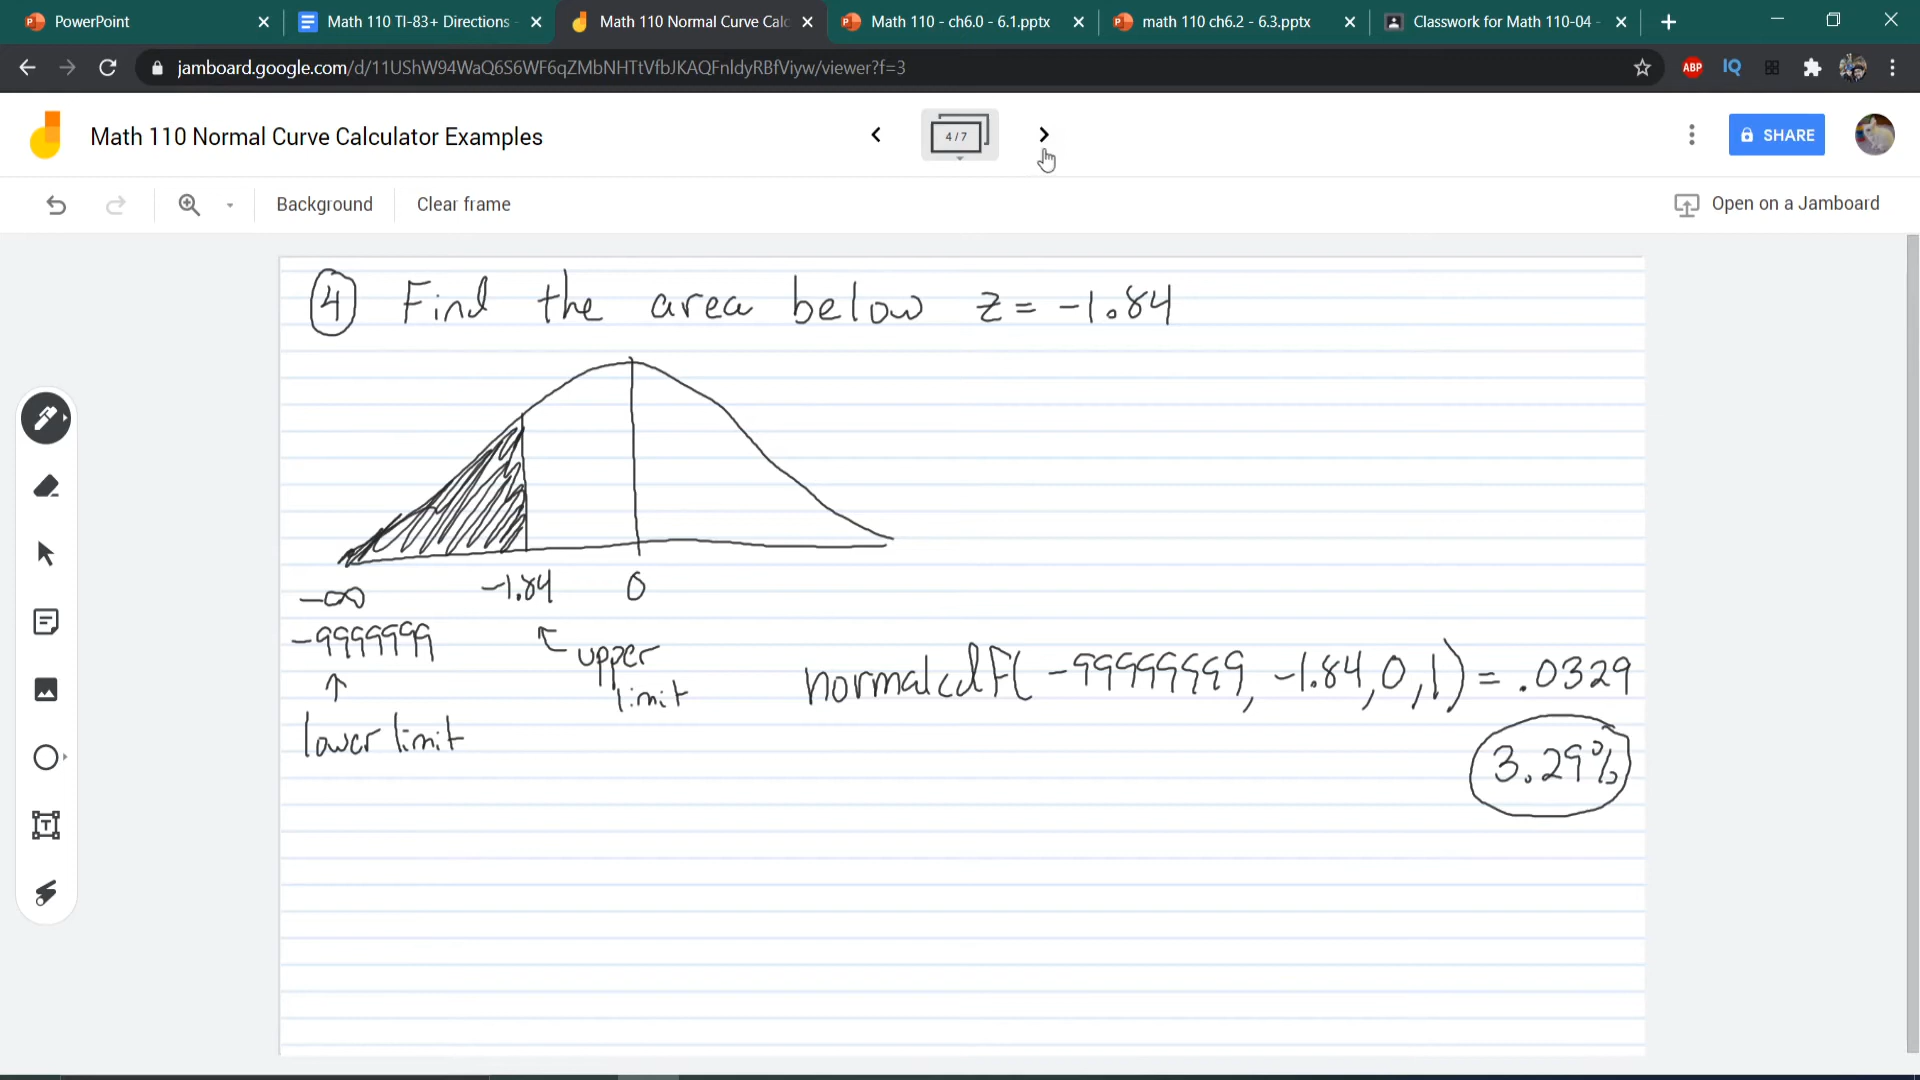 PowerPoint
Math 110 TI-83+ Directions -
Math 110 Normal Curve Calc
Math 110 - ch6.0 - 6.1.pptx
math 110 ch6.2 - 6.3.pptx
Classwork for Math 110-04 -
jamboard.google.com/d/11UShW94WaQ6S6WF6qZMbNHTtVfbJKAQFnldyRBfViyw/viewer?f=3
ABP
IQ
Math 110 Normal Curve Calculator Examples
4 / 7
SHARE
Background
Clear frame
Open on a Jamboard
4 Find the area below z = -1.84
-∞
-1.84
0
-9999999
upper
limit
↑
lower limit
normalcdf(-99999999, -1.84, 0, 1) = .0329
3.29%